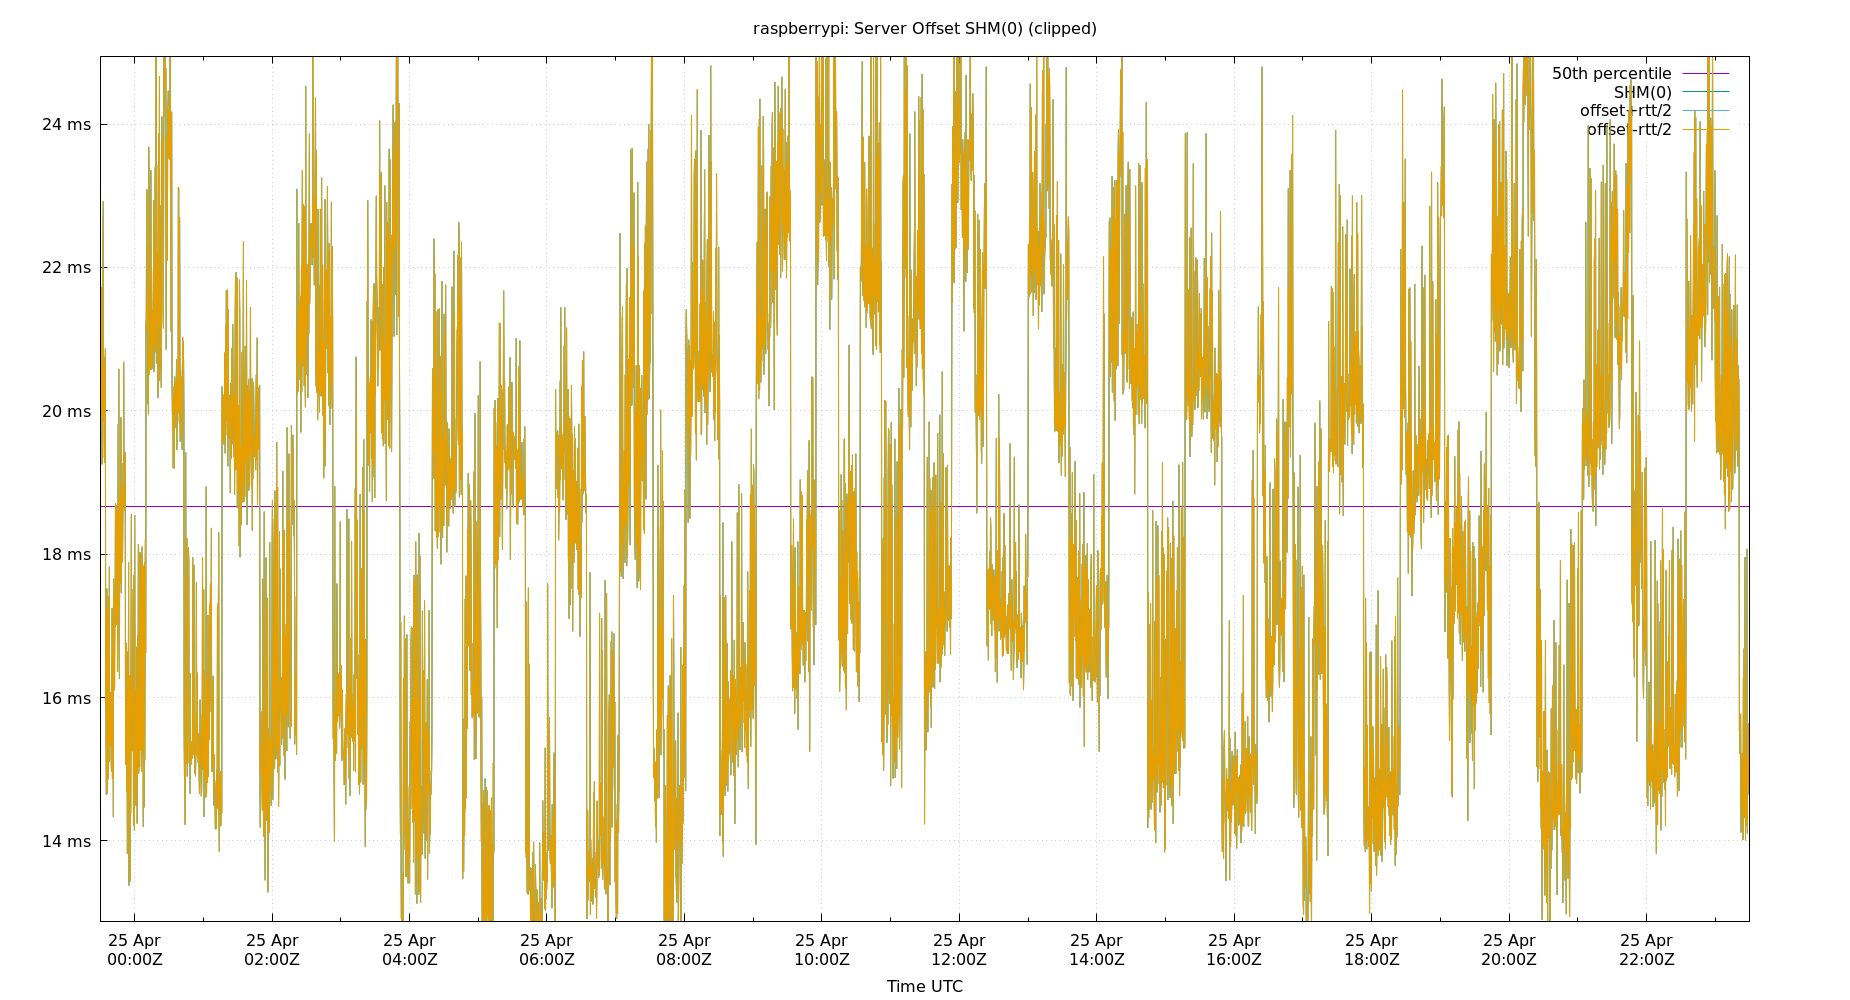 raspberrypi: Server Offset SHM(0) (clipped)
50th percentile
SHM(0)
offset+rtt/2
offset-rtt/2
24 ms
22 ms
20 ms
18 ms
16 ms
14 ms
25 Apr 25 Apr 25 Apr 25 Apr 25 Apr 25 Apr 25 Apr 25 Apr 25 Apr 25 Apr 25 Apr 25 Apr
00:00Z 02:00Z 04:00Z 06:00Z 08:00Z 10:00Z 12:00Z 14:00Z 16:00Z 18:00Z 20:00Z 22:00Z
Time UTC